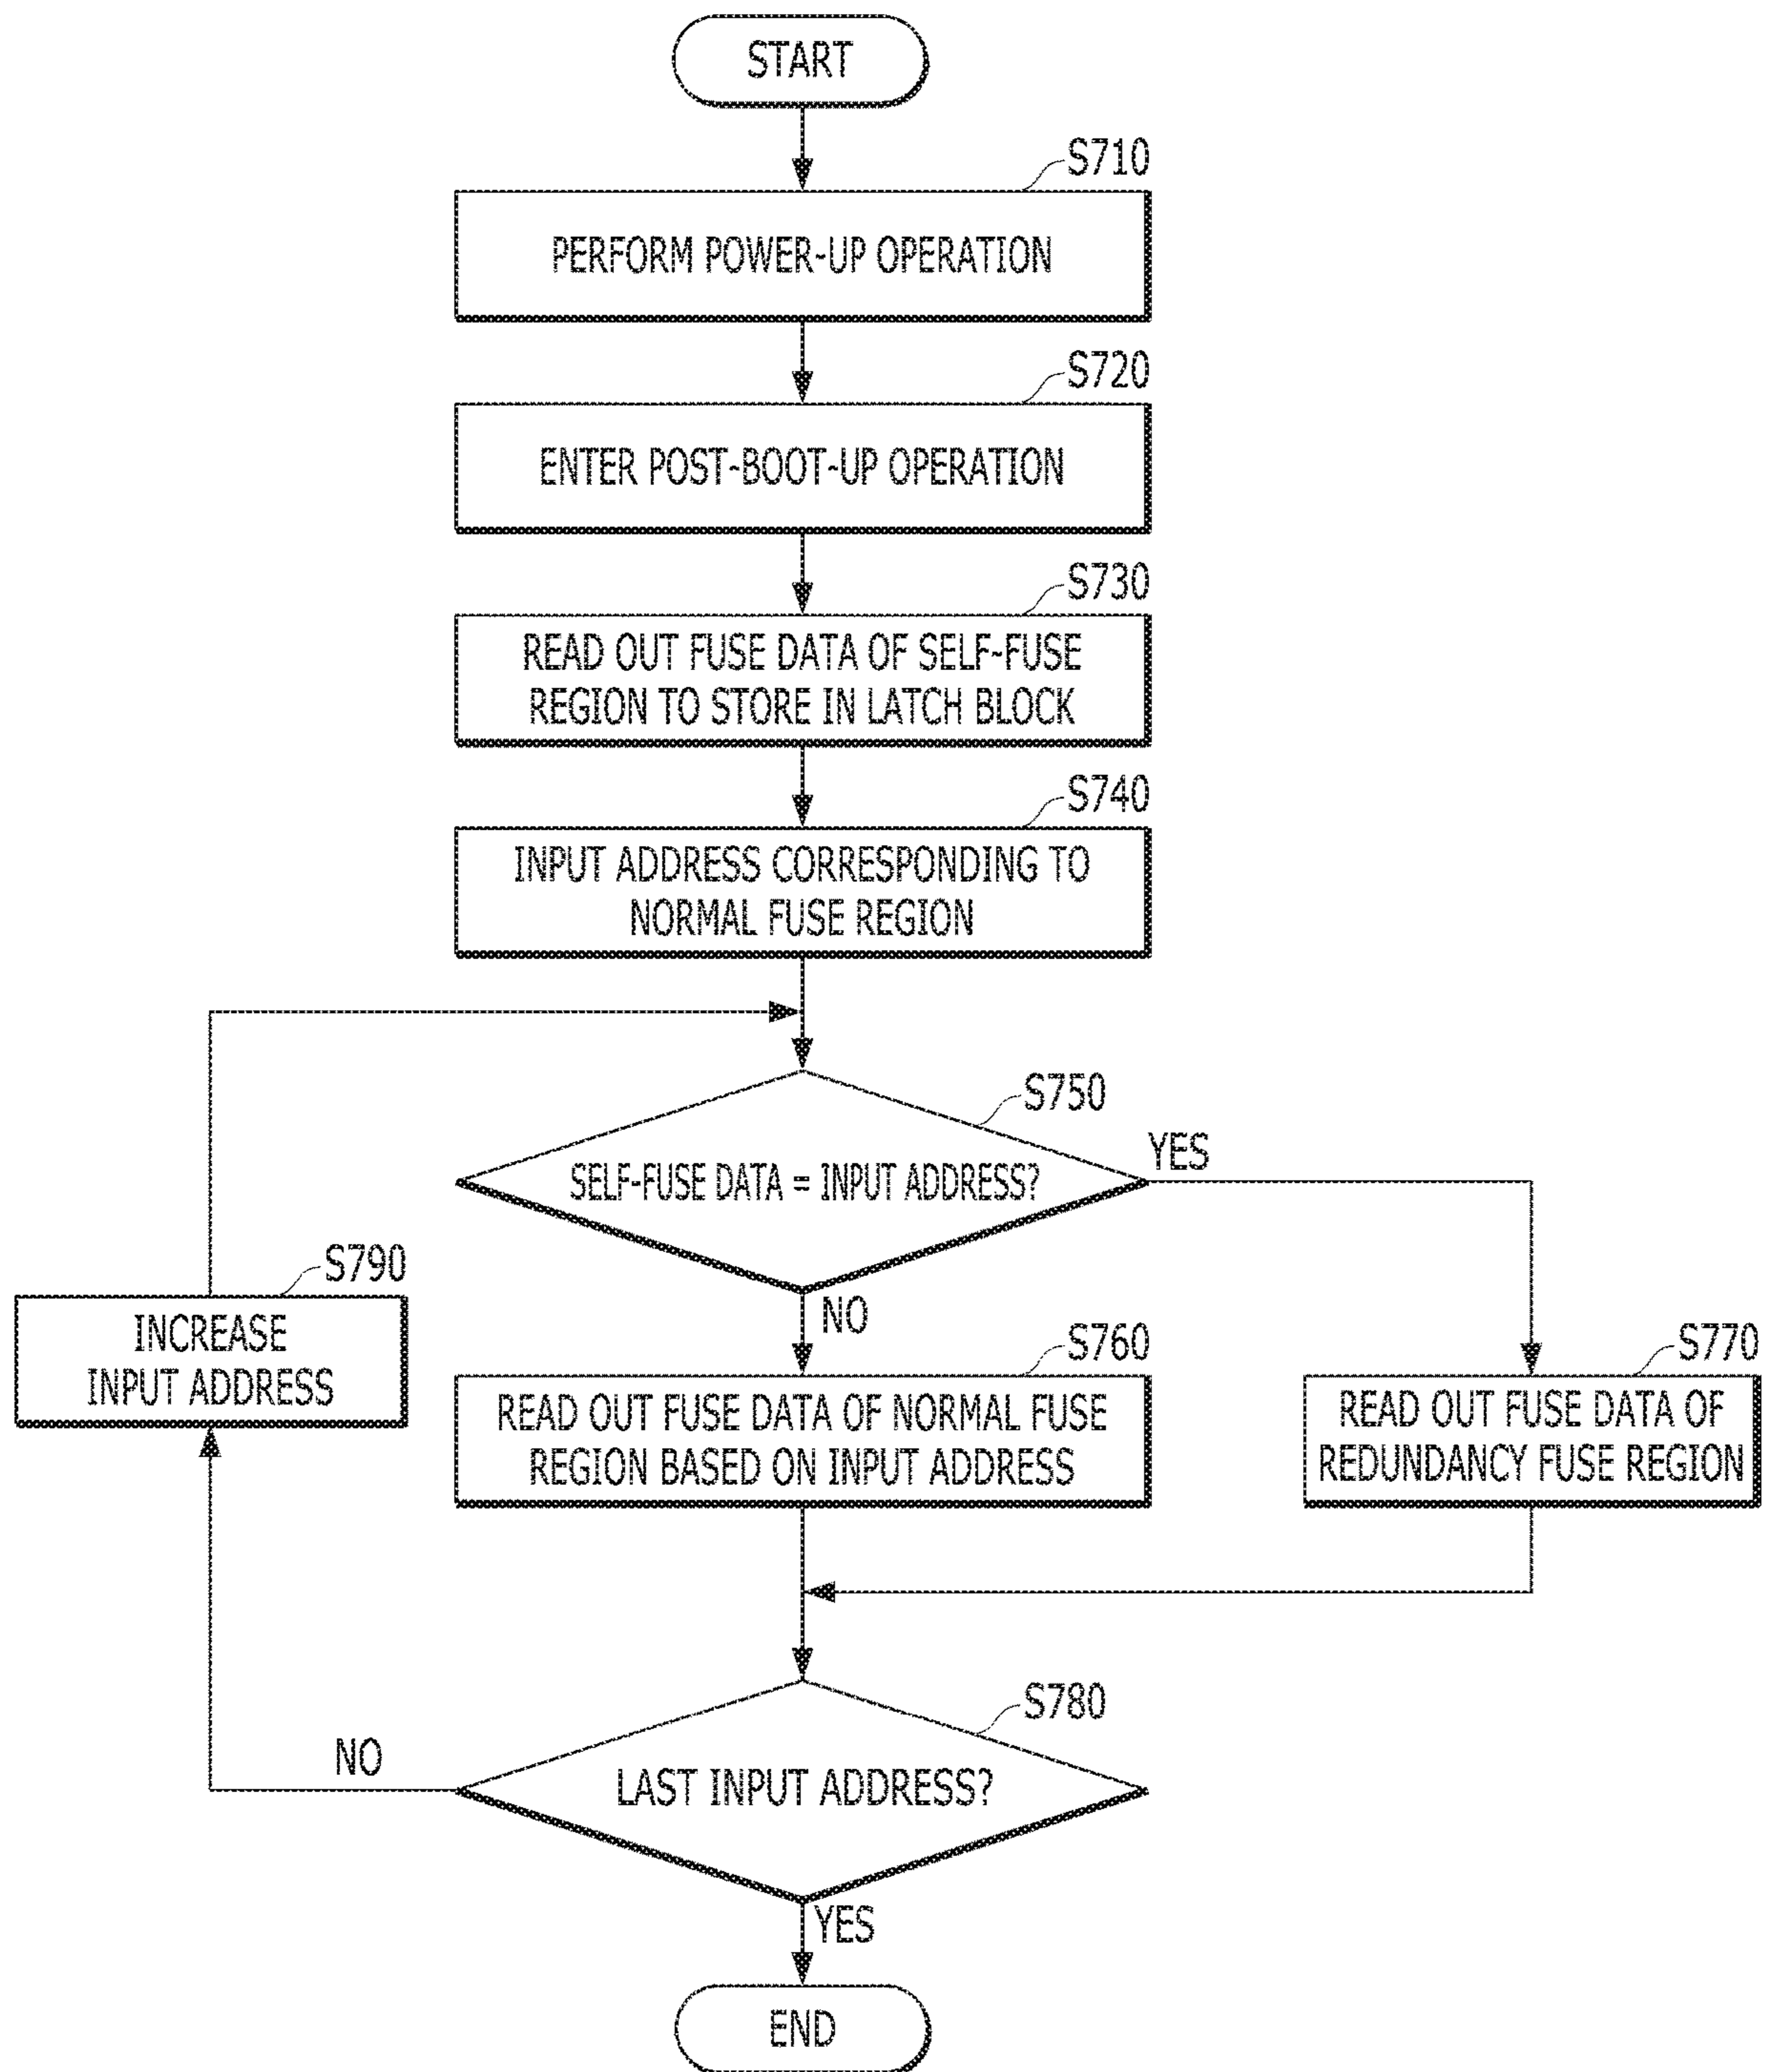 START
S710
PERFORM POWER-UP OPERATION
S720
ENTER POST-BOOT-UP OPERATION
S730
READ OUT FUSE DATA OF SELF-FUSE
REGION TO STORE IN LATCH BLOCK
S740
INPUT ADDRESS CORRESPONDING TO
NORMAL FUSE REGION
S750
SELF-FUSE DATA = INPUT ADDRESS?
YES
NO
S790
INCREASE
INPUT ADDRESS
S760
READ OUT FUSE DATA OF NORMAL FUSE
REGION BASED ON INPUT ADDRESS
S770
READ OUT FUSE DATA OF
REDUNDANCY FUSE REGION
S780
LAST INPUT ADDRESS?
NO
YES
END